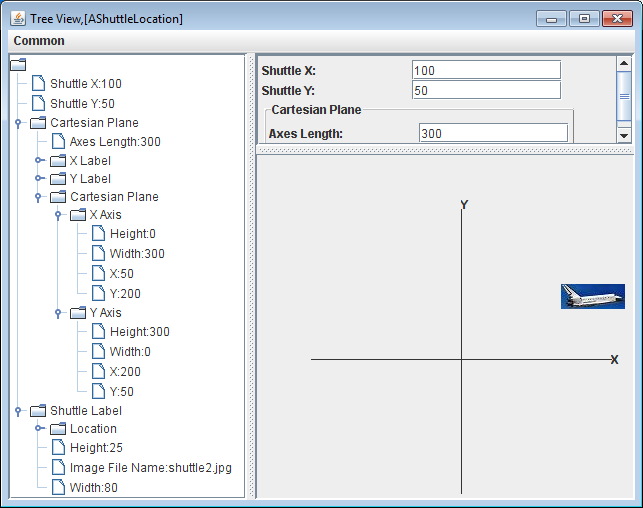 Tree View,[AShuttleLocation]
Common
Shuttle X:100
Shuttle Y:50
Cartesian Plane
Axes Length:300
X Label
Y Label
Cartesian Plane
X Axis
Height:0
Width:300
X:50
Y:200
Y Axis
Height:300
Width:0
X:200
Y:50
Shuttle Label
Location
Height:25
Image File Name:shuttle2.jpg
Width:80
Shuttle X: 100
Shuttle Y: 50
Cartesian Plane
Axes Length: 300
Y
X